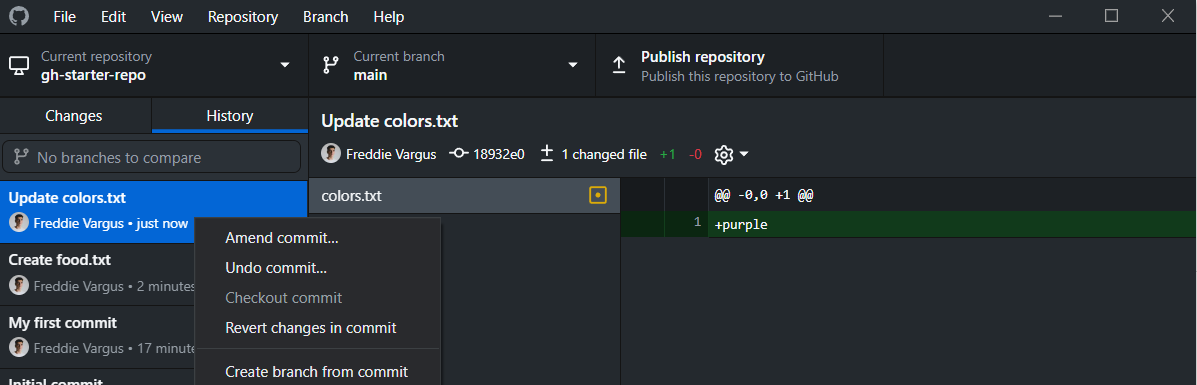 File Edit View Repository Branch Help
Current repository
gh-starter-repo
Current branch
main
Publish repository
Publish this repository to GitHub
Changes
History
No branches to compare
Update colors.txt
Freddie Vargus • just now
Create food.txt
Freddie Vargus • 2 minutes
My first commit
Freddie Vargus • 17 minute
Initial commit
Amend commit...
Undo commit...
Checkout commit
Revert changes in commit
Create branch from commit
Update colors.txt
Freddie Vargus 18932e0 1 changed file +1 -0
colors.txt
@@ -0,0 +1 @@
1 +purple